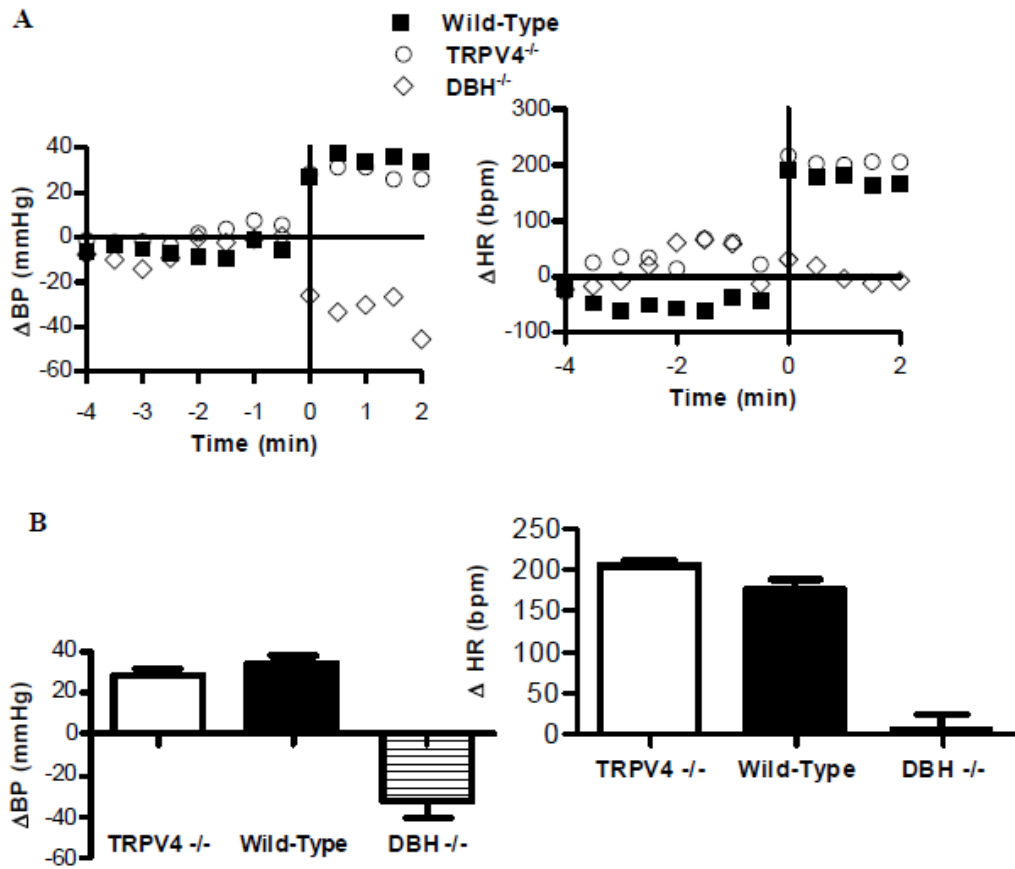 A
Wild-Type
TRPV4-/-
DBH-/-
ΔBP (mmHg)
40
20
0
-20
-40
-60
-4 -3 -2 -1 0 1 2
Time (min)
ΔHR (bpm)
300
200
100
0
-100
-4 -2 0 2
Time (min)
B
ΔBP (mmHg)
40
20
0
-20
-40
-60
TRPV4 -/- Wild-Type DBH -/-
Δ HR (bpm)
250
200
150
100
50
0
TRPV4 -/- Wild-Type DBH -/-